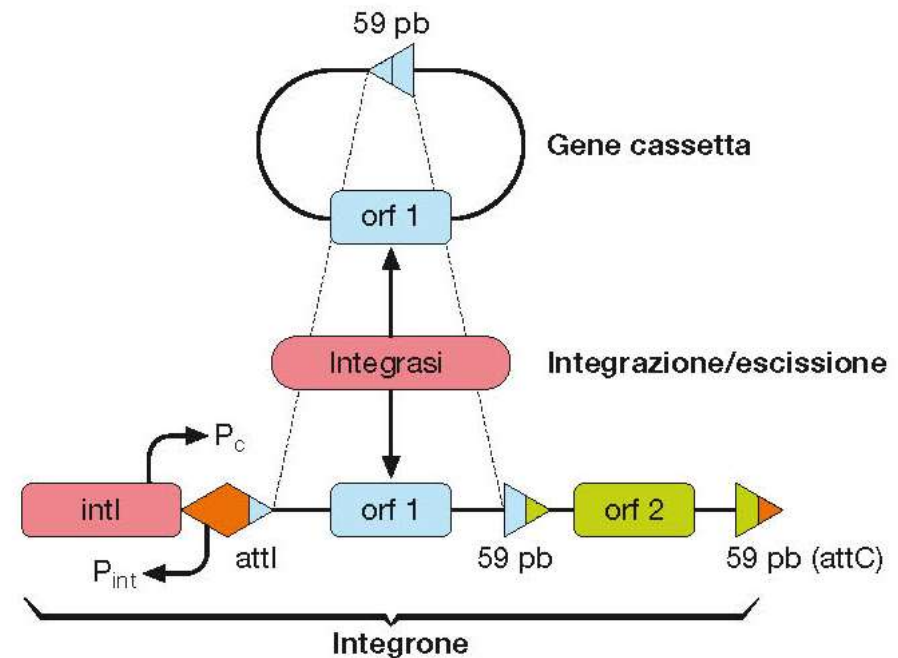 59 pb
Gene cassetta
orf 1
Integrasi
Integrazione/escissione
Pc
intI
orf 1
orf 2
Pint
attI
59 pb
59 pb (attC)
Integrone